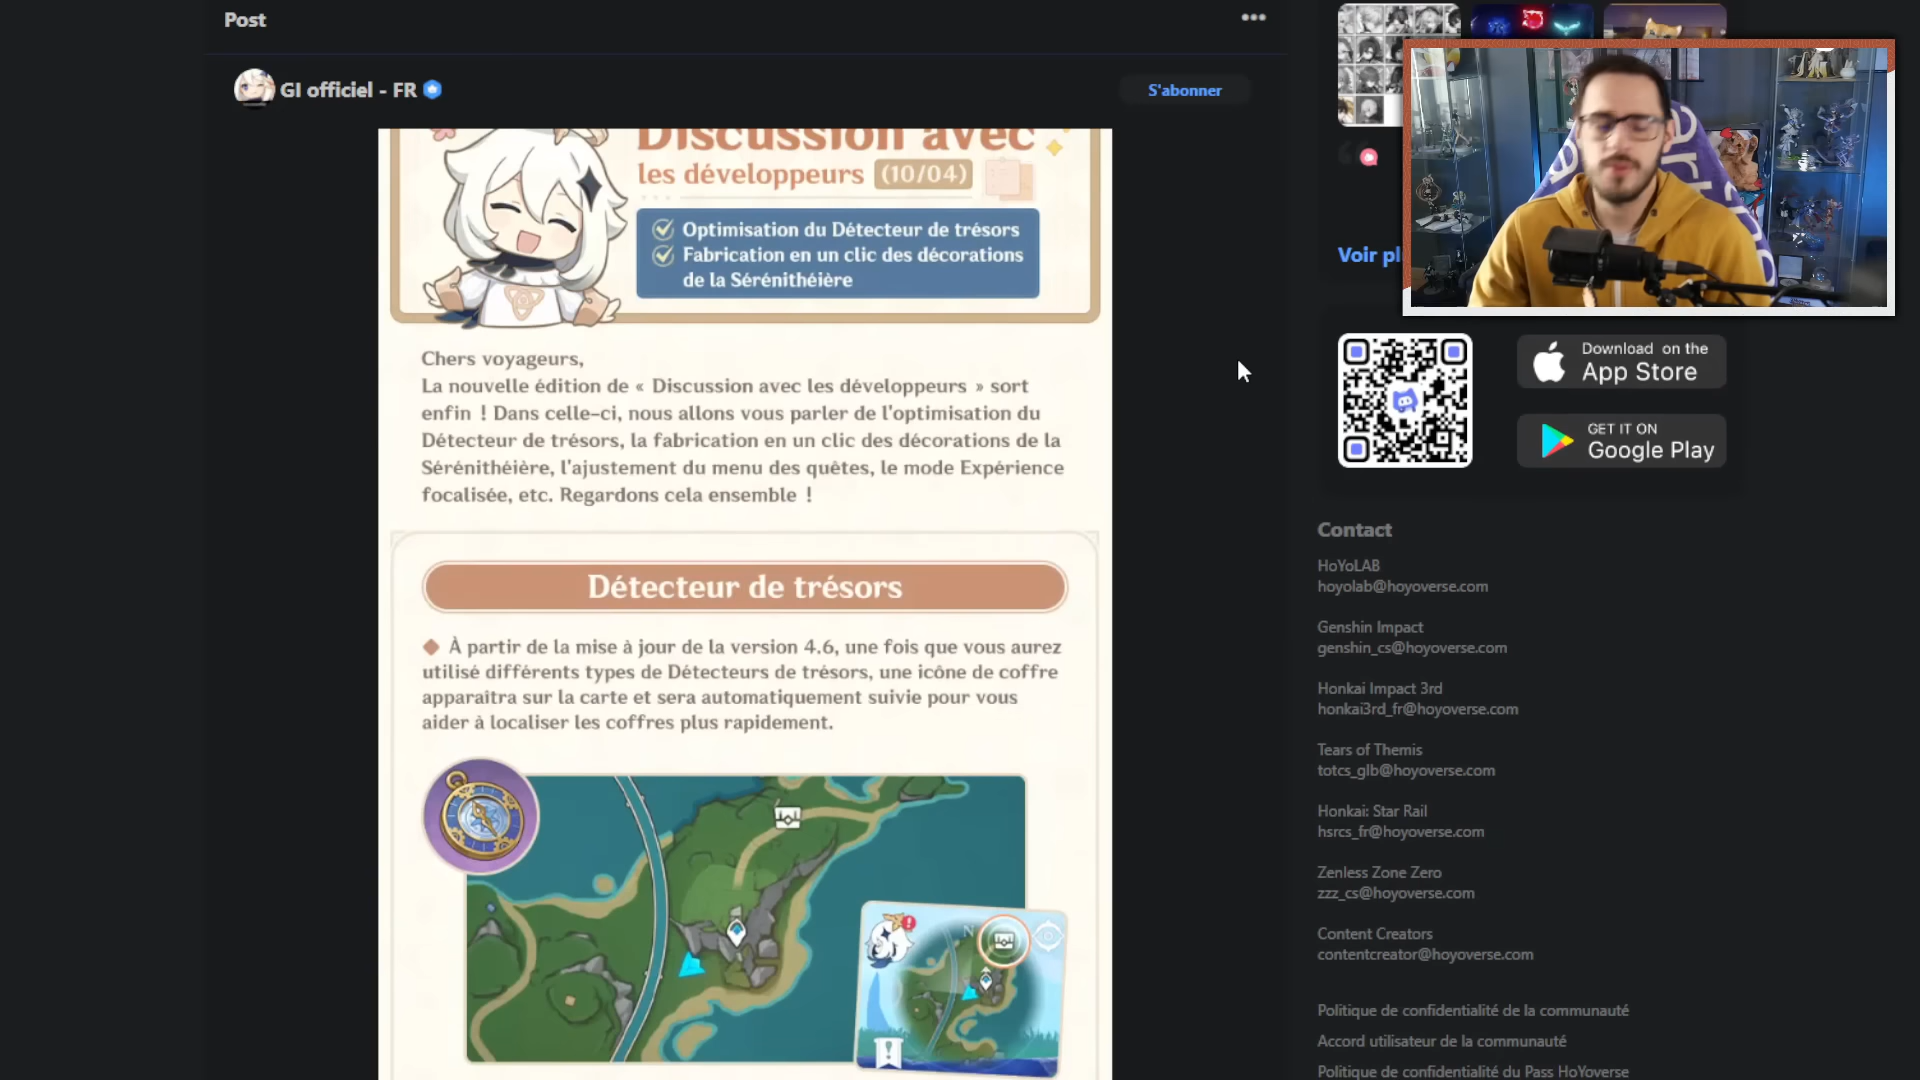 Post
GI officiel - FR
S'abonner
Discussion avec
les développeurs (10/04)
Optimisation du Détecteur de trésors
Fabrication en un clic des décorations
de la Sérénithéière
Chers voyageurs,
La nouvelle édition de « Discussion avec les développeurs » sort
enfin ! Dans celle-ci, nous allons vous parler de l'optimisation du
Détecteur de trésors, la fabrication en un clic des décorations de la
Sérénithéière, l'ajustement du menu des quêtes, le mode Expérience
focalisée, etc. Regardons cela ensemble !
Détecteur de trésors
À partir de la mise à jour de la version 4.6, une fois que vous aurez
utilisé différents types de Détecteurs de trésors, une icône de coffre
apparaîtra sur la carte et sera automatiquement suivie pour vous
aider à localiser les coffres plus rapidement.
N
Voir pl
Download on the
App Store
GET IT ON
Google Play
Contact
HoYoLAB
hoyolab@hoyoverse.com
Genshin Impact
genshin_cs@hoyoverse.com
Honkai Impact 3rd
honkai3rd_fr@hoyoverse.com
Tears of Themis
totcs_glb@hoyoverse.com
Honkai: Star Rail
hsrcs_fr@hoyoverse.com
Zenless Zone Zero
zzz_cs@hoyoverse.com
Content Creators
contentcreator@hoyoverse.com
Politique de confidentialité de la communauté
Accord utilisateur de la communauté
Politique de confidentialité du Pass HoYoverse